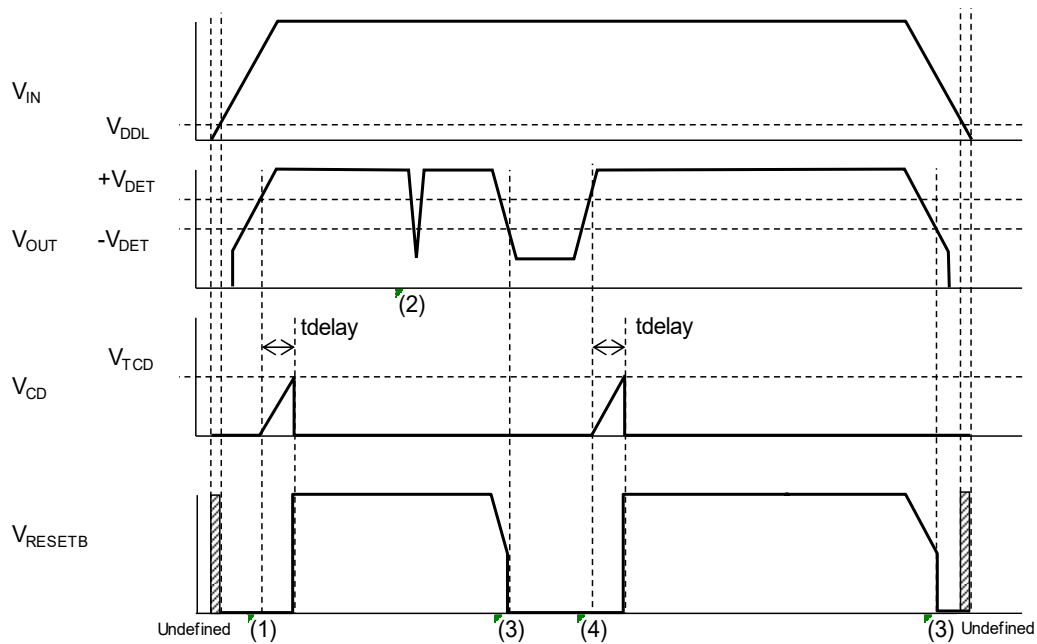 VIN
VDDL
+VDET
VOUT
-VDET
(2)
tdelay
tdelay
VTCD
VCD
VRESETB
Undefined
(1)
(3)
(4)
(3)
Undefined